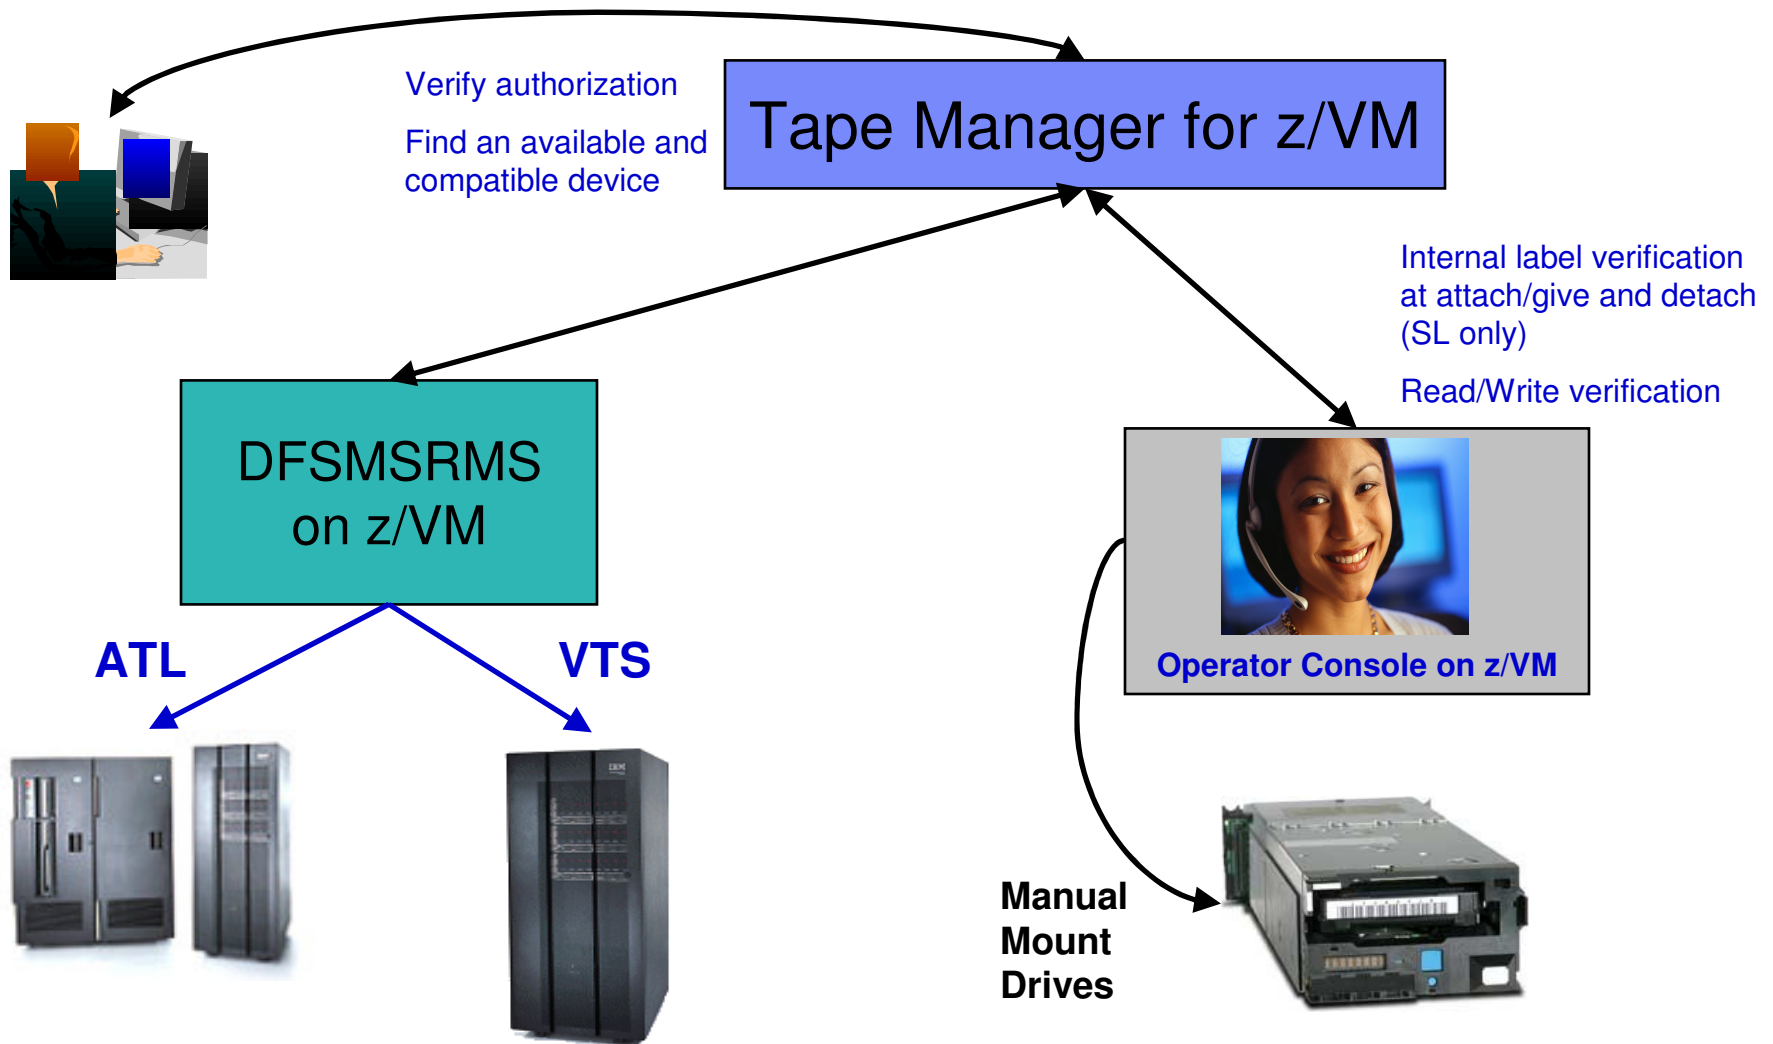 Verify authorization
Find an available and
compatible device
Tape Manager for z/VM
Internal label verification
at attach/give and detach
(SL only)
Read/Write verification
DFSMSRMS
on z/VM
Operator Console on z/VM
ATL
VTS
IBM
Manual
Mount
Drives